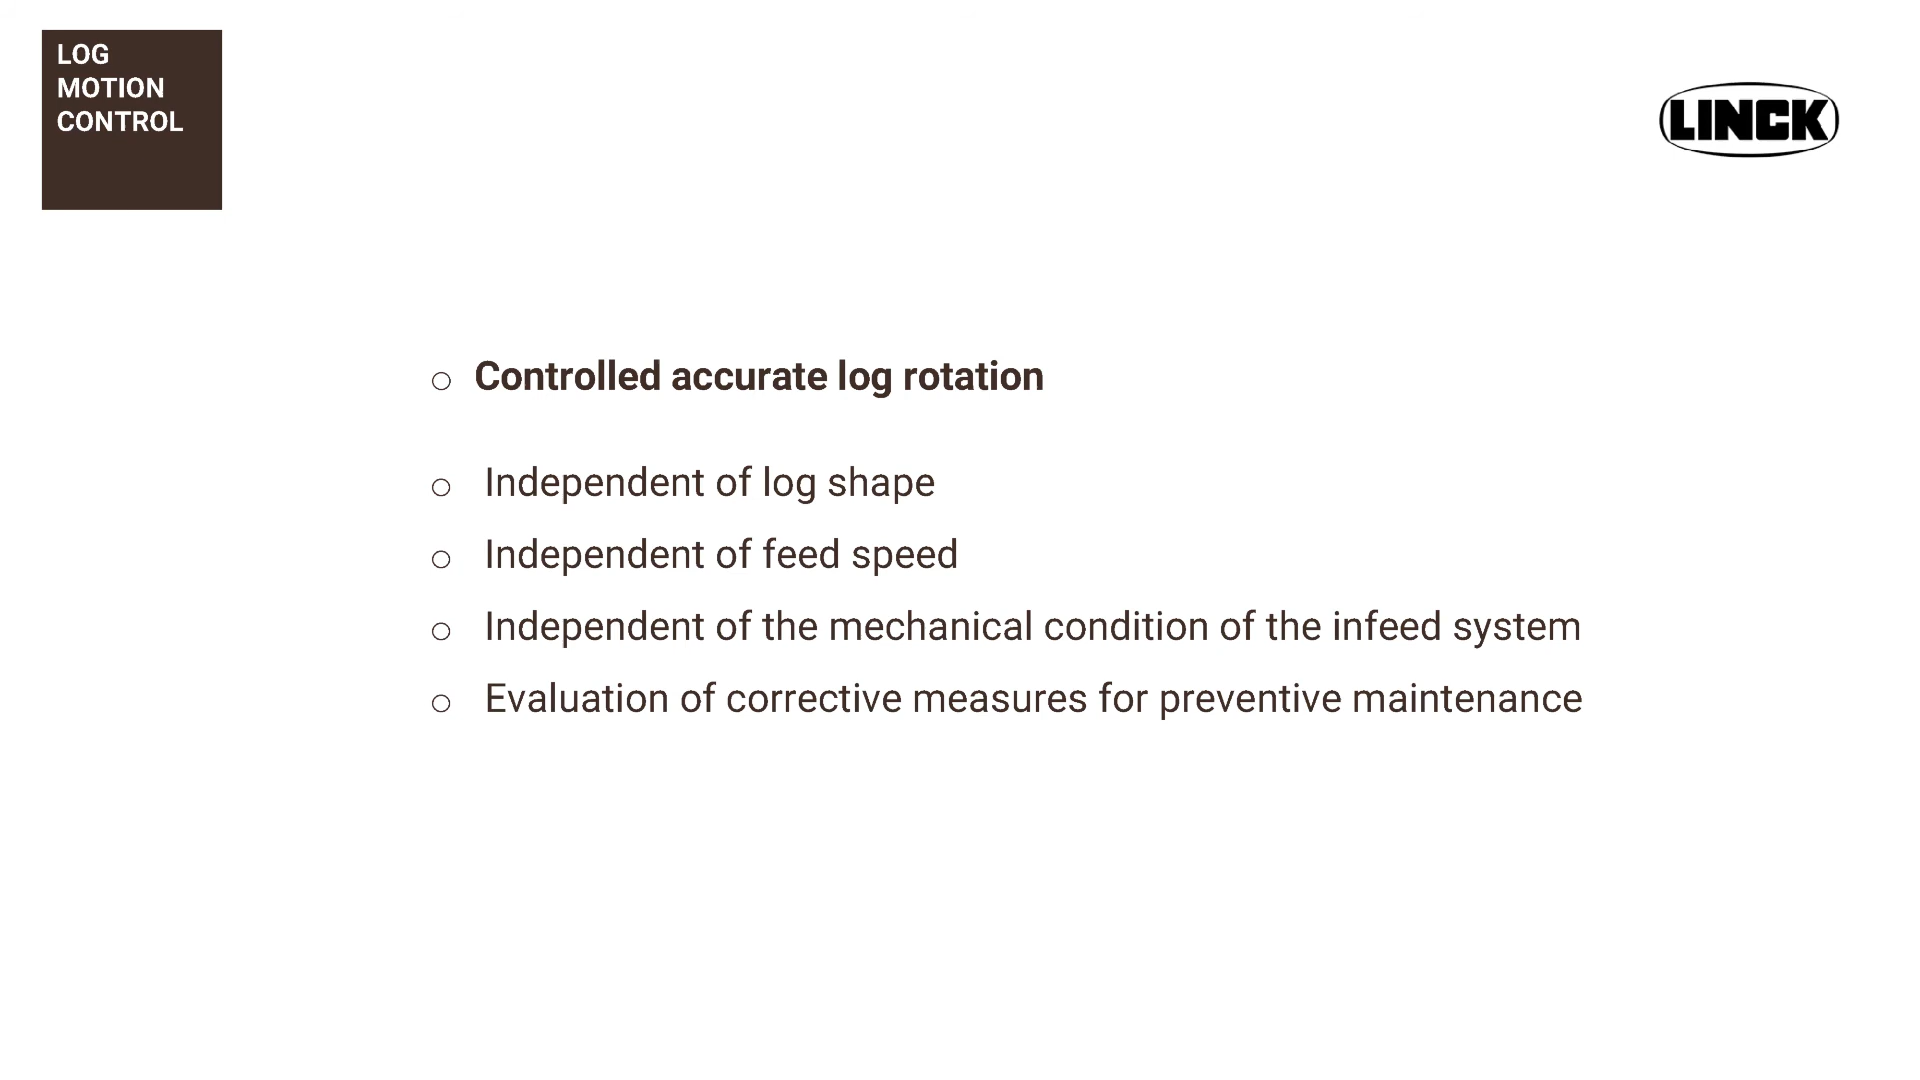 LOG
MOTION
CONTROL
LINCK
Controlled accurate log rotation
Independent of log shape
Independent of feed speed
Independent of the mechanical condition of the infeed system
Evaluation of corrective measures for preventive maintenance